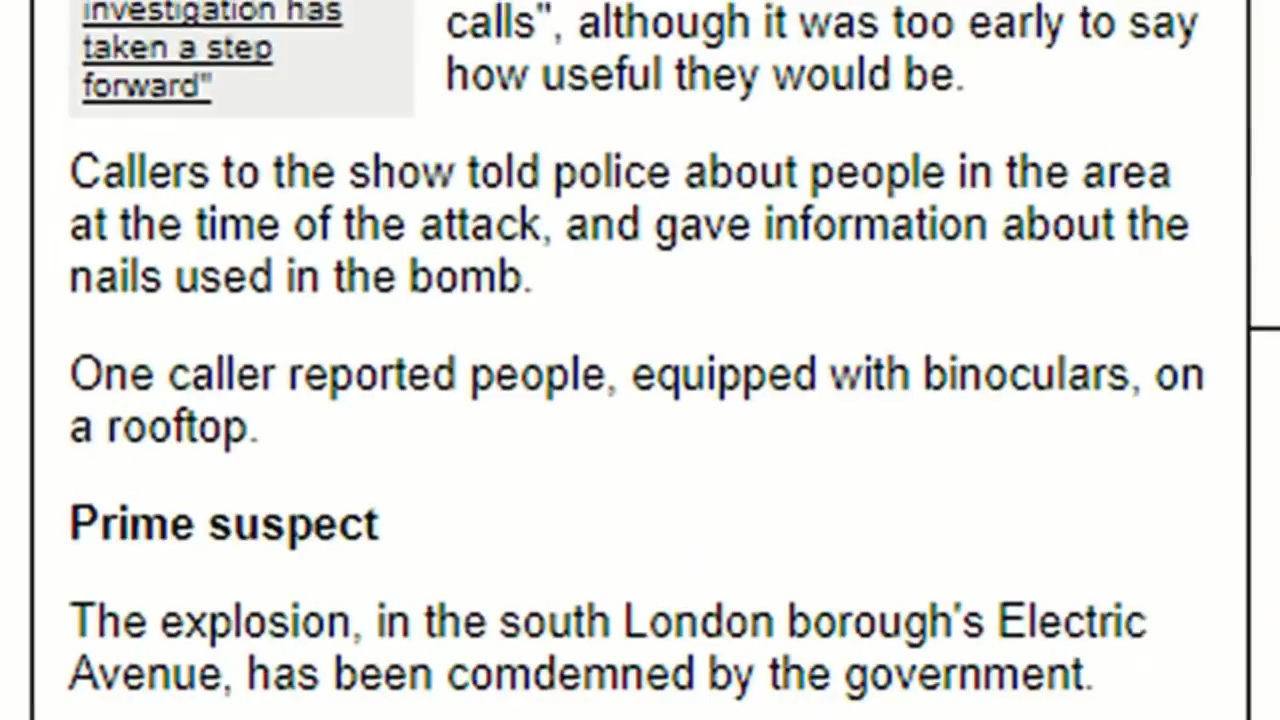 investigation has
taken a step
forward"
calls", although it was too early to say
how useful they would be.
Callers to the show told police about people in the area
at the time of the attack, and gave information about the
nails used in the bomb.
One caller reported people, equipped with binoculars, on
a rooftop.
Prime suspect
The explosion, in the south London borough's Electric
Avenue, has been comdemned by the government.